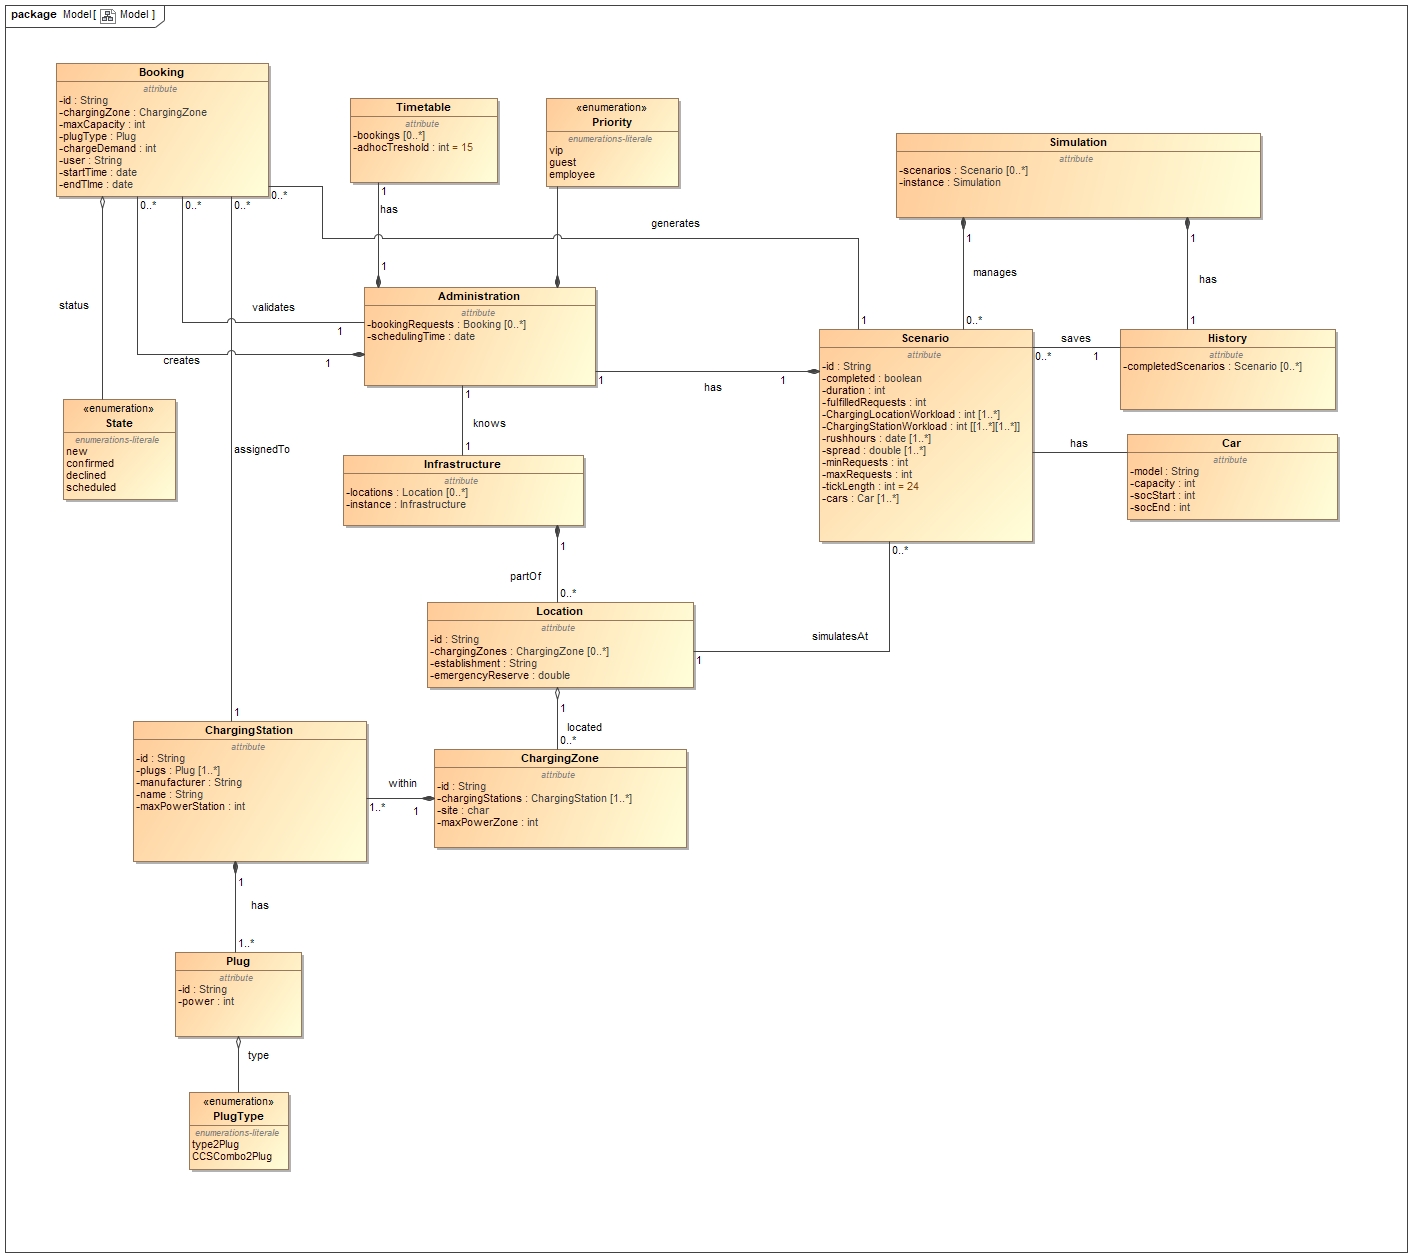 package Model[ Model ]
Booking
attribute
-id : String
-chargingZone : ChargingZone
-maxCapacity : int
-plugType : Plug
-chargeDemand : int
-user : String
-startTime : date
-endTIme : date
Timetable
attribute
-bookings [0..*]
-adhocTreshold : int = 15
«enumeration»
Priority
enumerations-literale
vip
guest
employee
Simulation
attribute
-scenarios : Scenario [0..*]
-instance : Simulation
0..*
0..*
0..*
0..*
1
has
1
generates
1
manages
0..*
1
has
1
status
validates
1
creates
1
Administration
attribute
-bookingRequests : Booking [0..*]
-schedulingTime : date
1
has
1
1
Scenario
attribute
-id : String
-completed : boolean
-duration : int
-fulfilledRequests : int
-ChargingLocationWorkload : int [1..*]
-ChargingStationWorkload : int [[1..*][1..*]]
-rushhours : date [1..*]
-spread : double [1..*]
-minRequests : int
-maxRequests : int
-tickLength : int = 24
-cars : Car [1..*]
saves
0..*
1
History
attribute
-completedScenarios : Scenario [0..*]
has
Car
attribute
-model : String
-capacity : int
-socStart : int
-socEnd : int
«enumeration»
State
enumerations-literale
new
confirmed
declined
scheduled
assignedTo
1
knows
1
Infrastructure
attribute
-locations : Location [0..*]
-instance : Infrastructure
1
partOf
0..*
0..*
simulatesAt
1
Location
attribute
-id : String
-chargingZones : ChargingZone [0..*]
-establishment : String
-emergencyReserve : double
1
located
0..*
1
ChargingStation
attribute
-id : String
-plugs : Plug [1..*]
-manufacturer : String
-name : String
-maxPowerStation : int
within
1..*
1
ChargingZone
attribute
-id : String
-chargingStations : ChargingStation [1..*]
-site : char
-maxPowerZone : int
1
has
1..*
Plug
attribute
-id : String
-power : int
type
«enumeration»
PlugType
enumerations-literale
type2Plug
CCSCombo2Plug